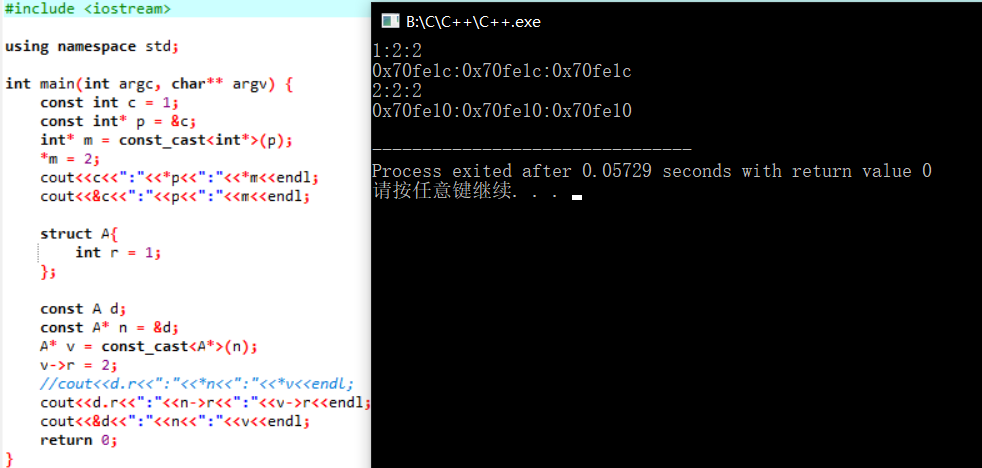 #include <iostream>
using namespace std;
int main(int argc, char** argv) {
const int c = 1;
const int* p = &c;
int* m = const_cast<int*>(p);
*m = 2;
cout<<c<<":"<<*p<<":"<<*m<<endl;
cout<<&c<<":"<<p<<":"<<m<<endl;
struct A{
int r = 1;
};
const A d;
const A* n = &d;
A* v = const_cast<A*>(n);
v->r = 2;
//cout<<d.r<<":"<<*n<<":"<<*v<<endl;
cout<<d.r<<":"<<n->r<<":"<<v->r<<endl;
cout<<&d<<":"<<n<<":"<<v<<endl;
return 0;
}
B:\C\C++\C++.exe
1:2:2
0x70fe1c:0x70fe1c:0x70fe1c
2:2:2
0x70fe10:0x70fe10:0x70fe10
--------------------------------
Process exited after 0.05729 seconds with return value 0
请按任意键继续. . .